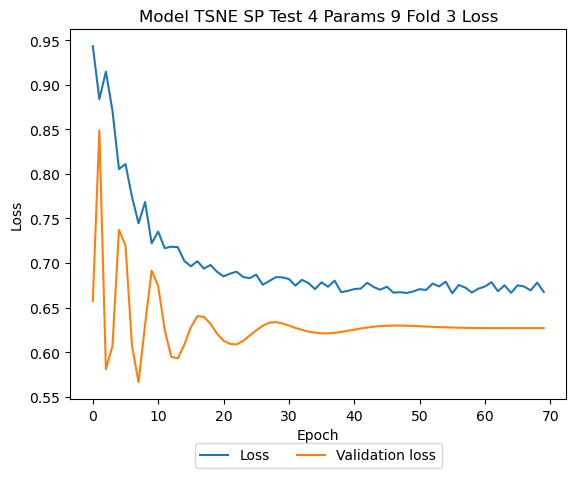 Model TSNE SP Test 4 Params 9 Fold 3 Loss
Loss
0.95
0.90
0.85
0.80
0.75
0.70
0.65
0.60
0.55
0 10 20 30 40 50 60 70
Epoch
Loss Validation loss